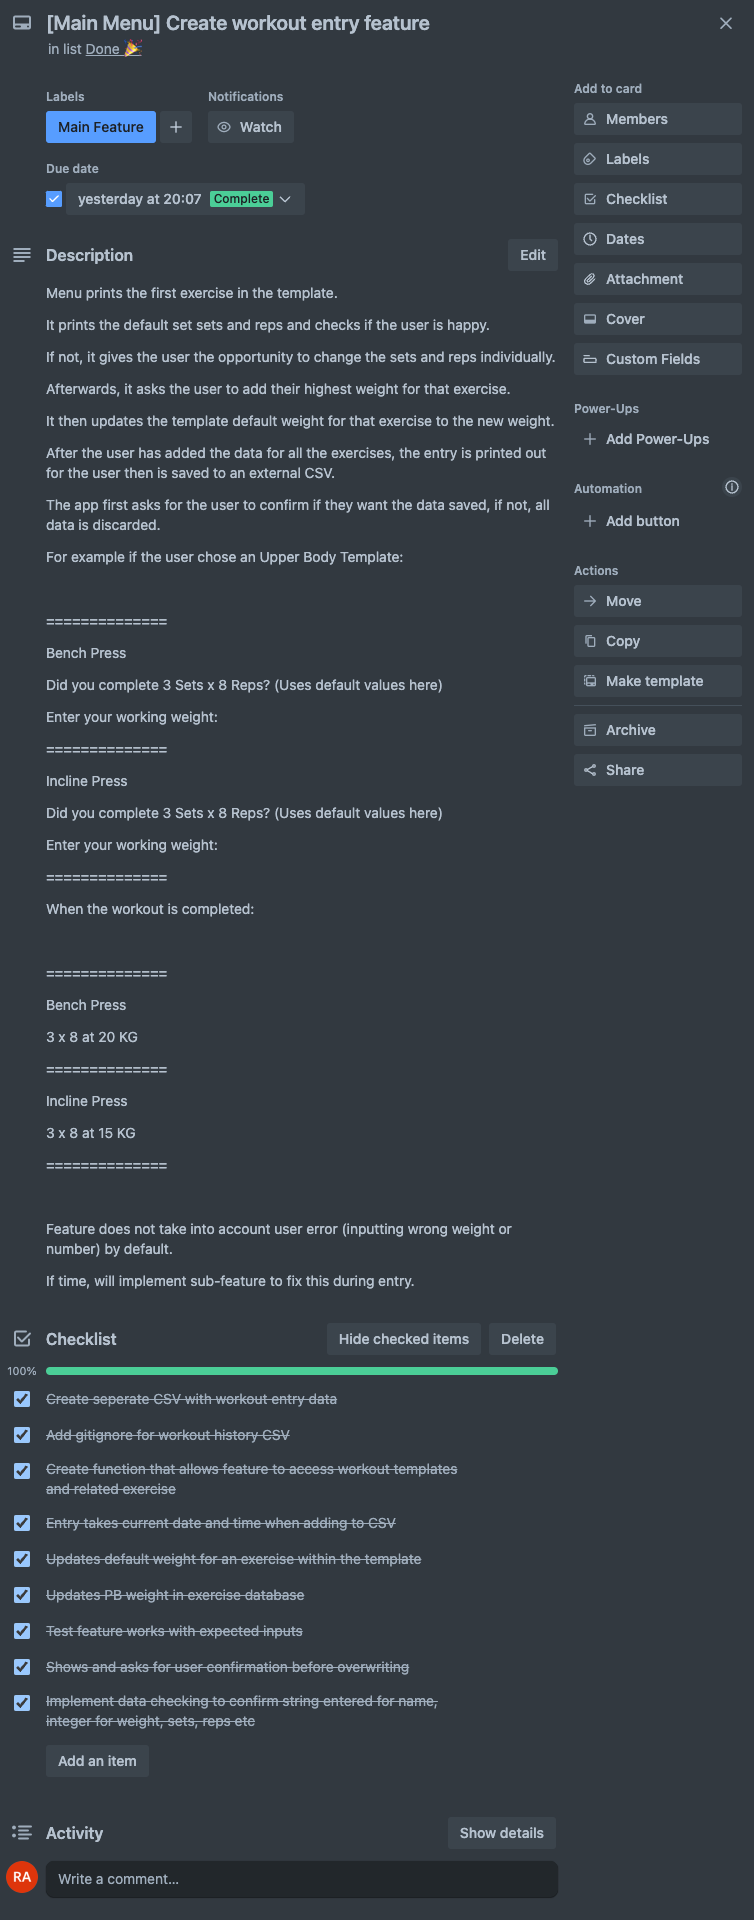 [Main Menu] Create workout entry feature
in list Done 🎉
Labels
Notifications
Main Feature
Watch
Due date
yesterday at 20:07 Complete
Description
Edit
Menu prints the first exercise in the template.
It prints the default set sets and reps and checks if the user is happy.
If not, it gives the user the opportunity to change the sets and reps individually.
Afterwards, it asks the user to add their highest weight for that exercise.
It then updates the template default weight for that exercise to the new weight.
After the user has added the data for all the exercises, the entry is printed out
for the user then is saved to an external CSV.
The app first asks for the user to confirm if they want the data saved, if not, all
data is discarded.
For example if the user chose an Upper Body Template:
==============
Bench Press
Did you complete 3 Sets x 8 Reps? (Uses default values here)
Enter your working weight:
==============
Incline Press
Did you complete 3 Sets x 8 Reps? (Uses default values here)
Enter your working weight:
==============
When the workout is completed:
==============
Bench Press
3 x 8 at 20 KG
==============
Incline Press
3 x 8 at 15 KG
==============
Feature does not take into account user error (inputting wrong weight or
number) by default.
If time, will implement sub-feature to fix this during entry.
Checklist
Hide checked items
Delete
100%
Create seperate CSV with workout entry data
Add gitignore for workout history CSV
Create function that allows feature to access workout templates
and related exercise
Entry takes current date and time when adding to CSV
Updates default weight for an exercise within the template
Updates PB weight in exercise database
Test feature works with expected inputs
Shows and asks for user confirmation before overwriting
Implement data checking to confirm string entered for name,
integer for weight, sets, reps etc
Add an item
Activity
Show details
RA
Write a comment...
Add to card
Members
Labels
Checklist
Dates
Attachment
Cover
Custom Fields
Power-Ups
Add Power-Ups
Automation
Add button
Actions
Move
Copy
Make template
Archive
Share